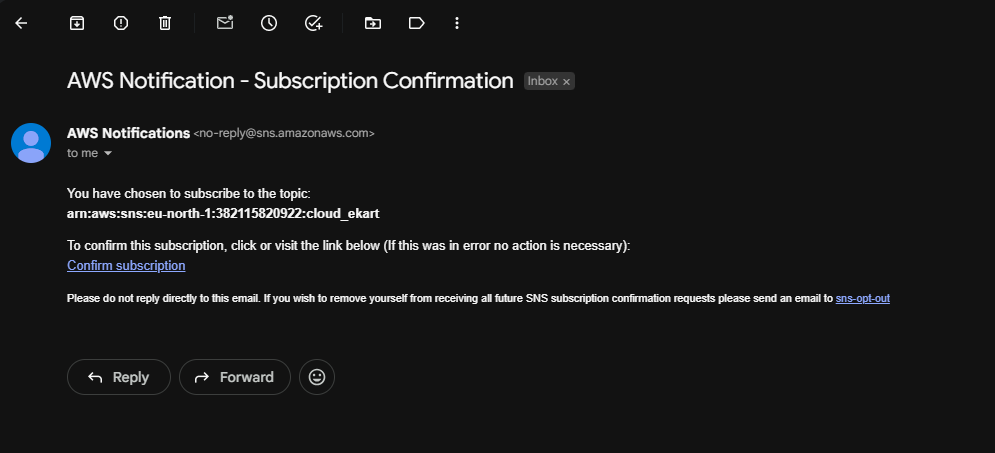 AWS Notification - Subscription Confirmation Inbox ×
AWS Notifications <no-reply@sns.amazonaws.com>
to me
You have chosen to subscribe to the topic:
arn:aws:sns:eu-north-1:382115820922:cloud_ekart
To confirm this subscription, click or visit the link below (If this was in error no action is necessary):
Confirm subscription
Please do not reply directly to this email. If you wish to remove yourself from receiving all future SNS subscription confirmation requests please send an email to sns-opt-out
Reply Forward